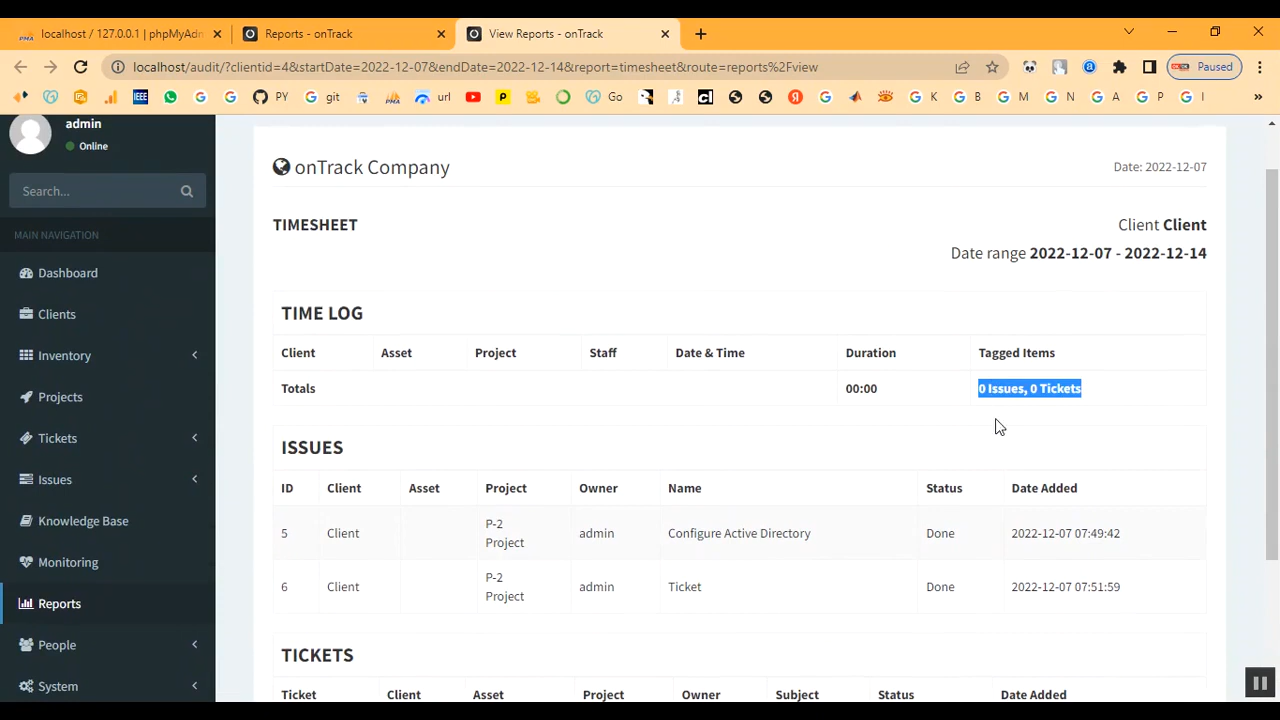 localhost / 127.0.0.1 | phpMyAdn
Reports - onTrack
View Reports - onTrack
localhost/audit/?clientid=4&startDate=2022-12-07&endDate=2022-12-14&report=timesheet&route=reports%2Fview
Paused
IEEE PY git url Go K B M N A P I
admin
Online
Search...
MAIN NAVIGATION
Dashboard
Clients
Inventory
Projects
Tickets
Issues
Knowledge Base
Monitoring
Reports
People
System
onTrack Company
Date: 2022-12-07
TIMESHEET
Client Client
Date range 2022-12-07 - 2022-12-14
TIME LOG
Client Asset Project Staff Date & Time Duration Tagged Items
Totals 00:00 0 Issues, 0 Tickets
ISSUES
ID Client Asset Project Owner Name Status Date Added
5 Client P-2 Project admin Configure Active Directory Done 2022-12-07 07:49:42
6 Client P-2 Project admin Ticket Done 2022-12-07 07:51:59
TICKETS
Ticket Client Asset Project Owner Subject Status Date Added